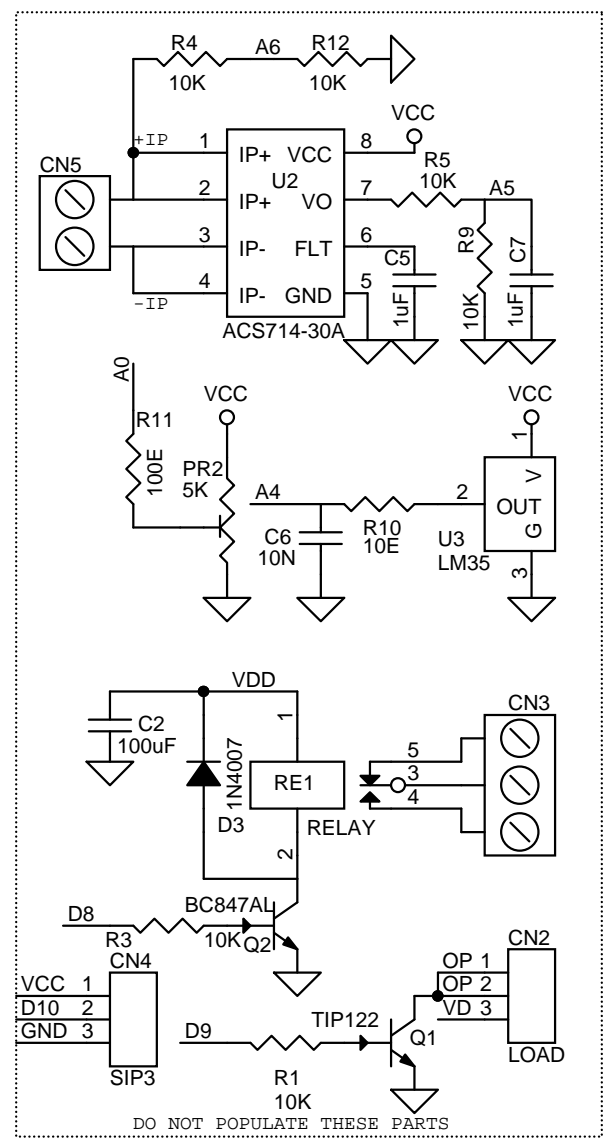 R4 A6 R12
10K 10K
+IP
VCC
CN5
1 IP+ VCC 8
U2
2 IP+ VO 7
R5
10K
A5
3 IP- FLT 6
4 IP- GND 5
-IP
C5
1uF
R9
10K
C7
1uF
ACS714-30A
A0
R11
100E
VCC
PR2
5K
A4
C6
10N
R10
10E
VCC
1
V
2 OUT
G
3
U3
LM35
VDD
C2
100uF
1N4007
D3
1
RE1
2
RELAY
CN3
5
3
4
D8
R3
10K
BC847AL
Q2
CN4
VCC 1
D10 2
GND 3
SIP3
D9
R1
10K
TIP122
Q1
CN2
OP 1
OP 2
VD 3
LOAD
DO NOT POPULATE THESE PARTS